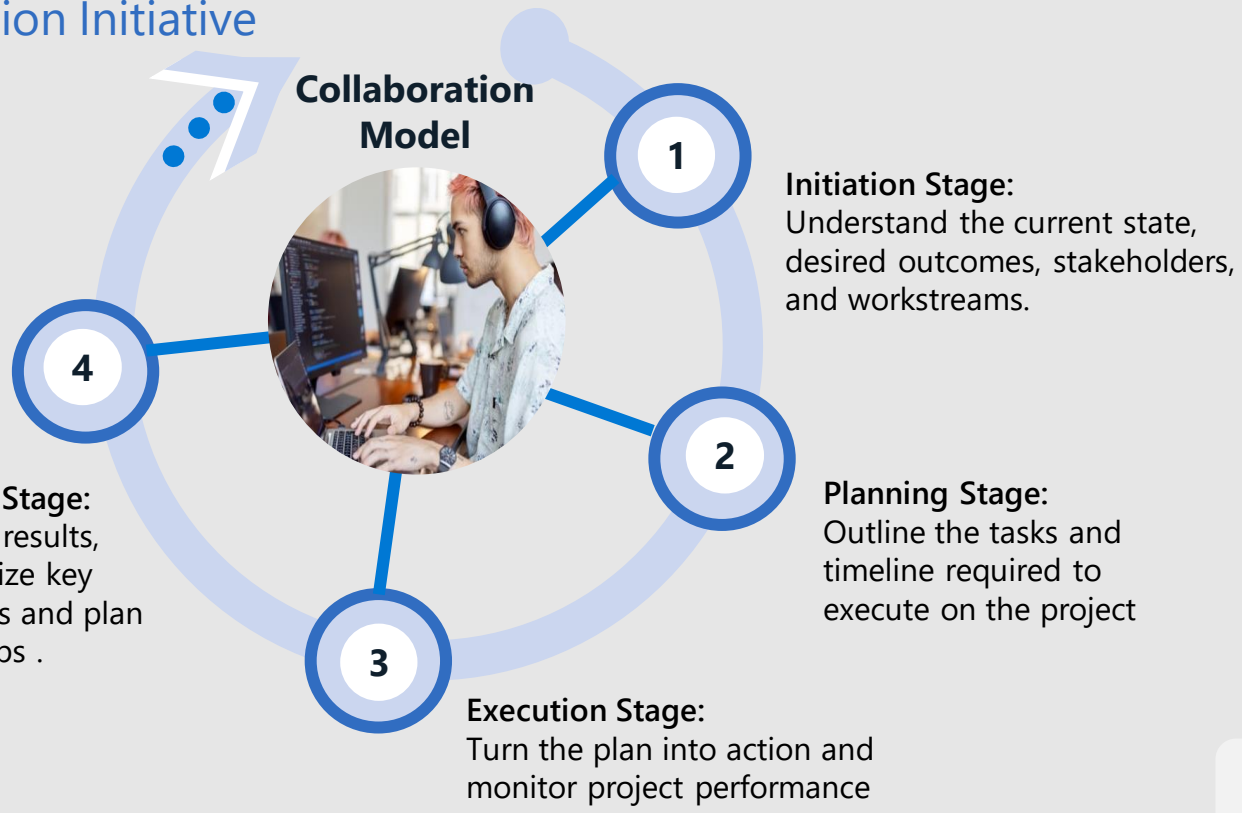 ion Initiative
Collaboration
Model
1
Initiation Stage:
Understand the current state,
desired outcomes, stakeholders,
and workstreams.
2
Planning Stage:
Outline the tasks and
timeline required to
execute on the project
3
Execution Stage:
Turn the plan into action and
monitor project performance
4
Stage:
results,
ize key
s and plan
ps .